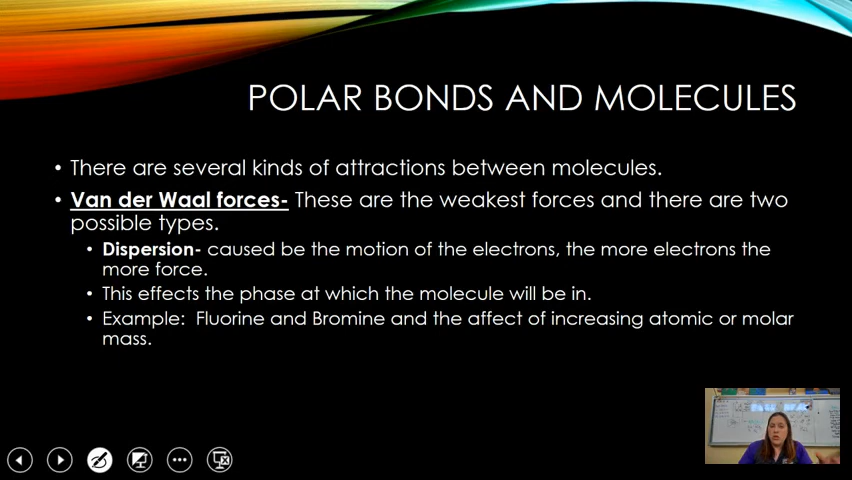 POLAR BONDS AND MOLECULES
• There are several kinds of attractions between molecules.
• Van der Waal forces- These are the weakest forces and there are two
possible types.
• Dispersion- caused be the motion of the electrons, the more electrons the
more force.
• This effects the phase at which the molecule will be in.
• Example: Fluorine and Bromine and the affect of increasing atomic or molar
mass.